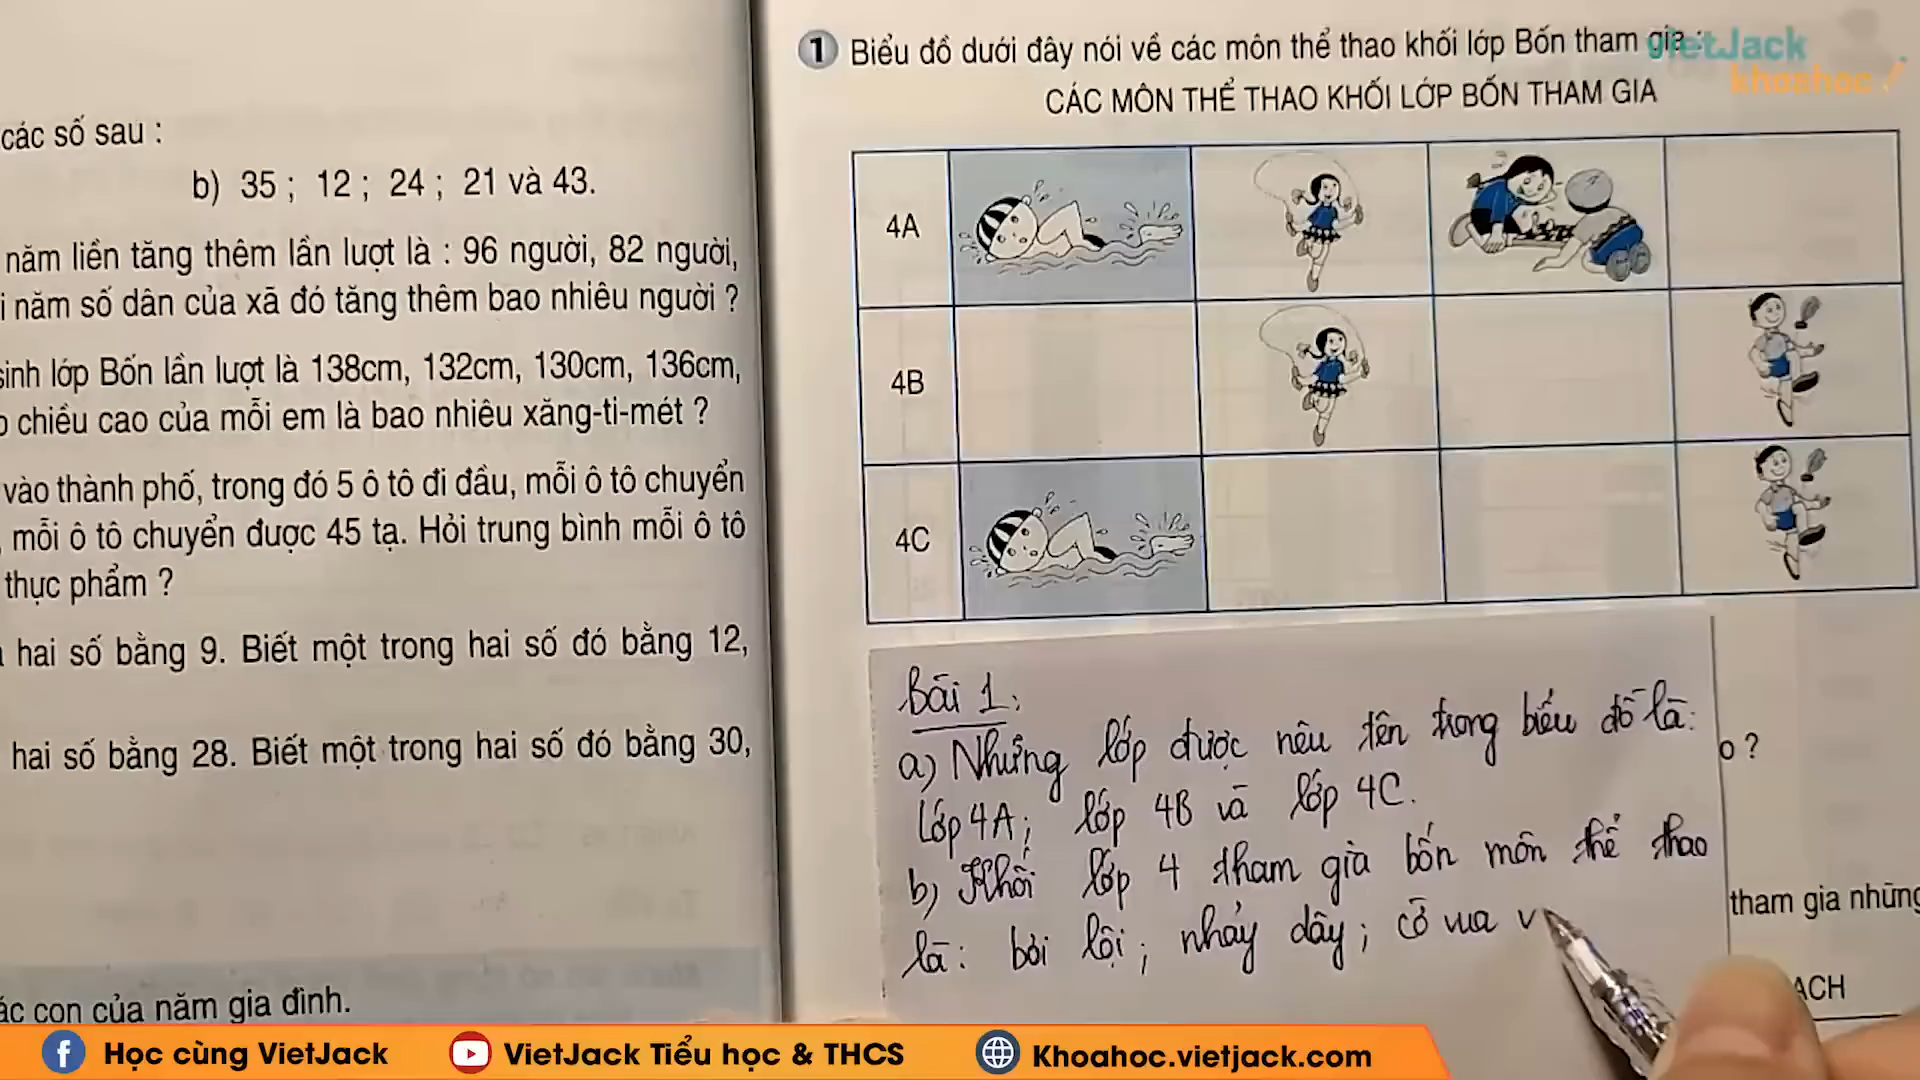 các số sau :
b) 35 ; 12 ; 24 ; 21 và 43.
năm liền tăng thêm lần lượt là : 96 người, 82 người,
i năm số dân của xã đó tăng thêm bao nhiêu người ?
sinh lớp Bốn lần lượt là 138cm, 132cm, 130cm, 136cm,
chiều cao của mỗi em là bao nhiêu xăng-ti-mét ?
vào thành phố, trong đó 5 ô tô đi đầu, mỗi ô tô chuyển
, mỗi ô tô chuyển được 45 tạ. Hỏi trung bình mỗi ô tô
thực phẩm ?
hai số bằng 9. Biết một trong hai số đó bằng 12,
hai số bằng 28. Biết một trong hai số đó bằng 30,
ác con của năm gia đình.
1 Biểu đồ dưới đây nói về các môn thể thao khối lớp Bốn tham gia :
VietJack
khoahoc
CÁC MÔN THỂ THAO KHỐI LỚP BỐN THAM GIA
4A
4B
4C
Bài 1:
a) Những lớp được nêu tên trong biểu đồ là:
Lớp 4A; lớp 4B và lớp 4C.
b) Khối lớp 4 tham gia bốn môn thể thao
là: bơi lội; nhảy dây; cờ vua v
o ?
tham gia những
ACH
Học cùng VietJack
VietJack Tiểu học & THCS
Khoahoc.vietjack.com